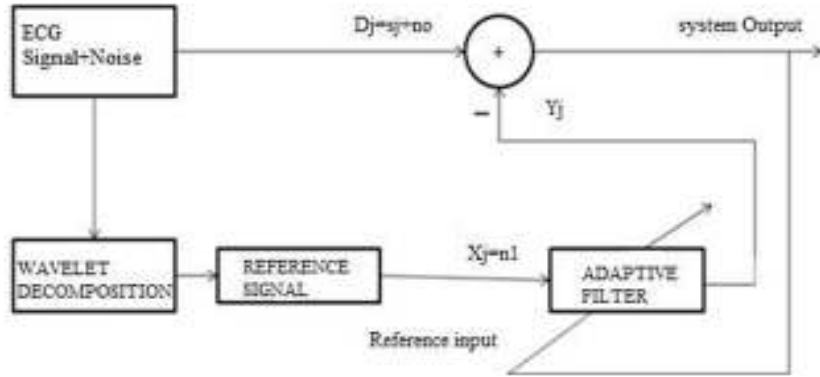 ECG
Signal+Noise
Dj=sj+no
+
system Output
–
Yj
WAVELET
DECOMPOSITION
REFERENCE
SIGNAL
Xj=n1
ADAPTIVE
FILTER
Reference input